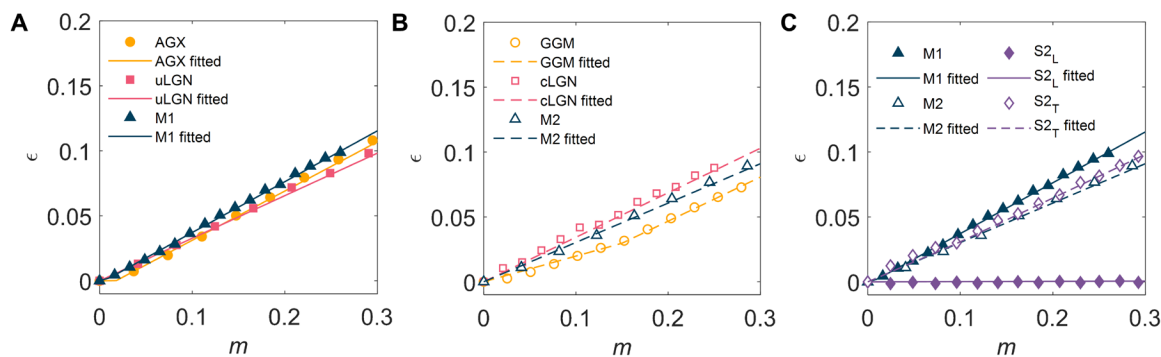 A
0.2
0.15
0.1
0.05
0
ϵ
AGX
AGX fitted
uLGN
uLGN fitted
M1
M1 fitted
0 0.1 0.2 0.3
m
B
0.2
0.15
0.1
0.05
0
ϵ
GGM
GGM fitted
cLGN
cLGN fitted
M2
M2 fitted
0 0.1 0.2 0.3
m
C
0.2
0.15
0.1
0.05
0
ϵ
M1 S2L
M1 fitted S2L fitted
M2 S2T
M2 fitted S2T fitted
0 0.1 0.2 0.3
m